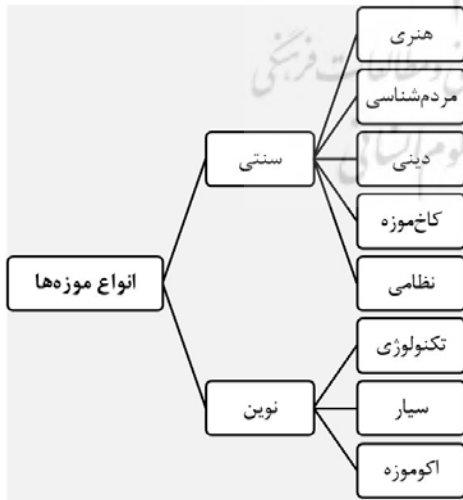 انواع موزه‌ها
سنتی
هنری
مردم‌شناسی
دینی
کاخ‌موزه
نظامی
نوین
تکنولوژی
سیار
اکوموزه